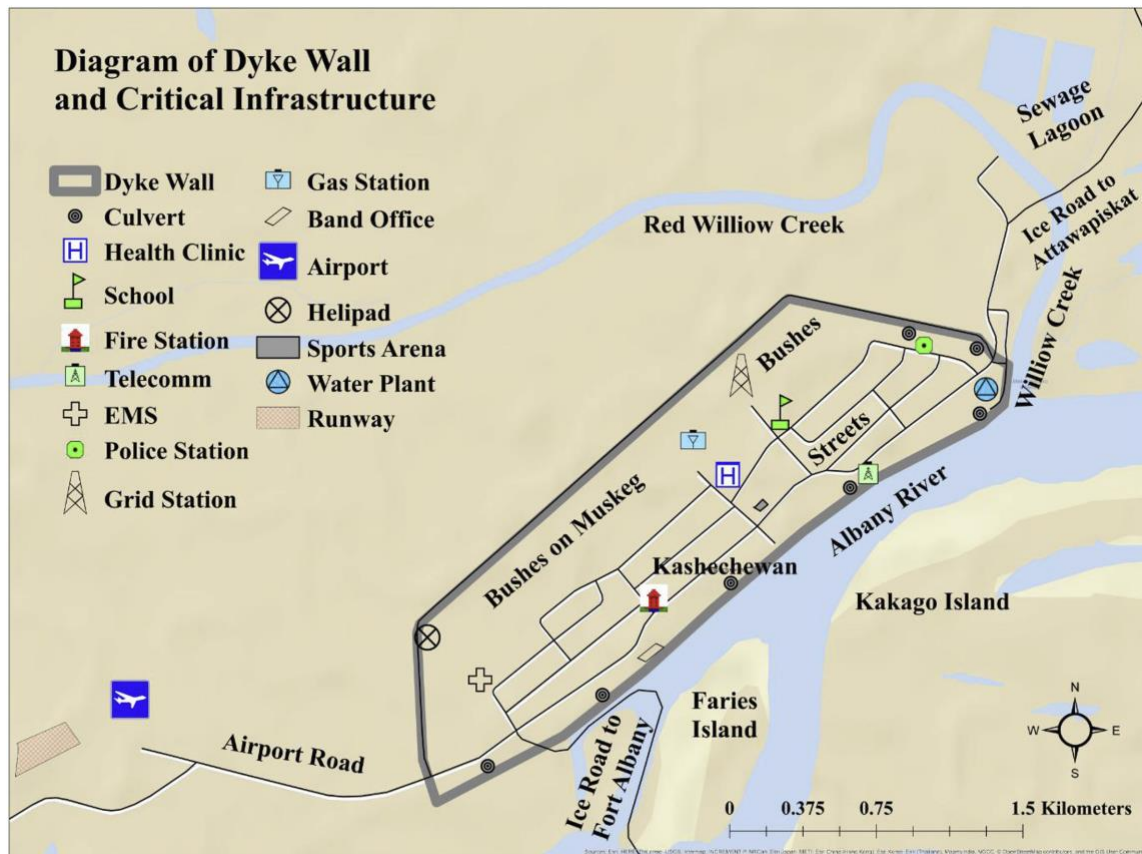 Diagram of Dyke Wall
and Critical Infrastructure
Dyke Wall
Culvert
H Health Clinic
School
Fire Station
Telecomm
EMS
Police Station
Grid Station
Gas Station
Band Office
Airport
Helipad
Sports Arena
Water Plant
Runway
Sewage
Lagoon
Ice Road to
Attawapiskat
Red Williow Creek
Williow Creek
Bushes
Streets
H
Bushes on Muskeg
Albany River
Kashechewan
Kakago Island
Faries
Island
Airport Road
Ice Road to
Fort Albany
N
W E
S
0 0.375 0.75 1.5 Kilometers